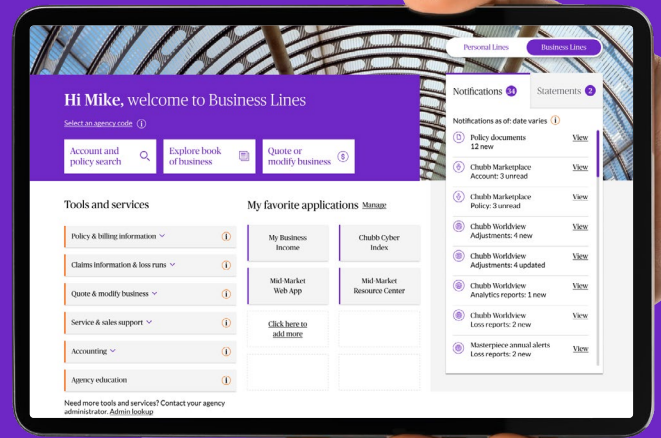 Personal Lines
Business Lines
Hi Mike, welcome to Business Lines
Select an agency code i
Account and
policy search
Explore book
of business
Quote or
modify business $
Notifications 34
Statements 2
Notifications as of: date varies i
Policy documents View
12 new
Chubb Marketplace View
Account: 3 unread
Chubb Marketplace View
Policy: 3 unread
Chubb Worldview View
Adjustments: 4 new
Chubb Worldview View
Adjustments: 4 updated
Chubb Worldview View
Analytics reports: 1 new
Chubb Worldview View
Loss reports: 2 new
Masterpiece annual alerts View
Loss reports: 2 new
Tools and services
Policy & billing information i
Claims information & loss runs i
Quote & modify business i
Service & sales support i
Accounting i
Agency education i
Need more tools and services? Contact your agency
administrator. Admin lookup
My favorite applications Manage
My Business
Income
Chubb Cyber
Index
Mid-Market
Web App
Mid-Market
Resource Center
Click here to
add more